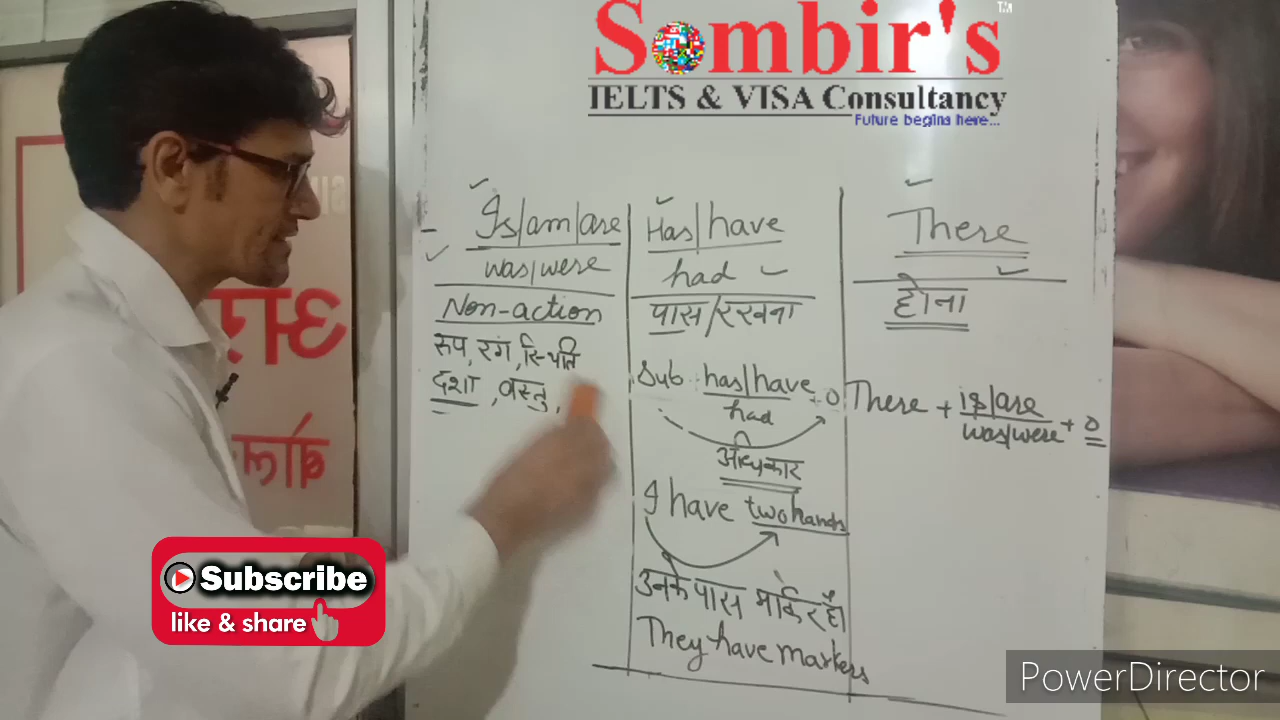 Sombir's
TM
IELTS & VISA Consultancy
Future begins here...
Is/am/are
was/were
Non-action
रूप, रंग, स्थिति
दशा, वस्तु,
Has/have
had
पास/रखना
Sub has/have + O
had
अधिकार
I have two hands
उनके पास मार्कर है।
They have markers
There
होना
There + is/are + O
was/were
Subscribe
like & share
PowerDirector